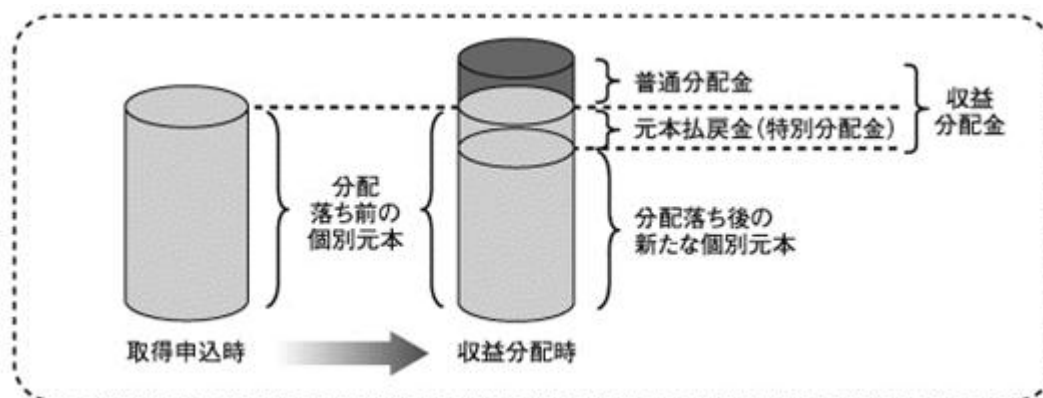 普通分配金
元本払戻金(特別分配金)
収益
分配金
分配
落ち前の
個別元本
分配落ち後の
新たな個別元本
取得申込時
収益分配時